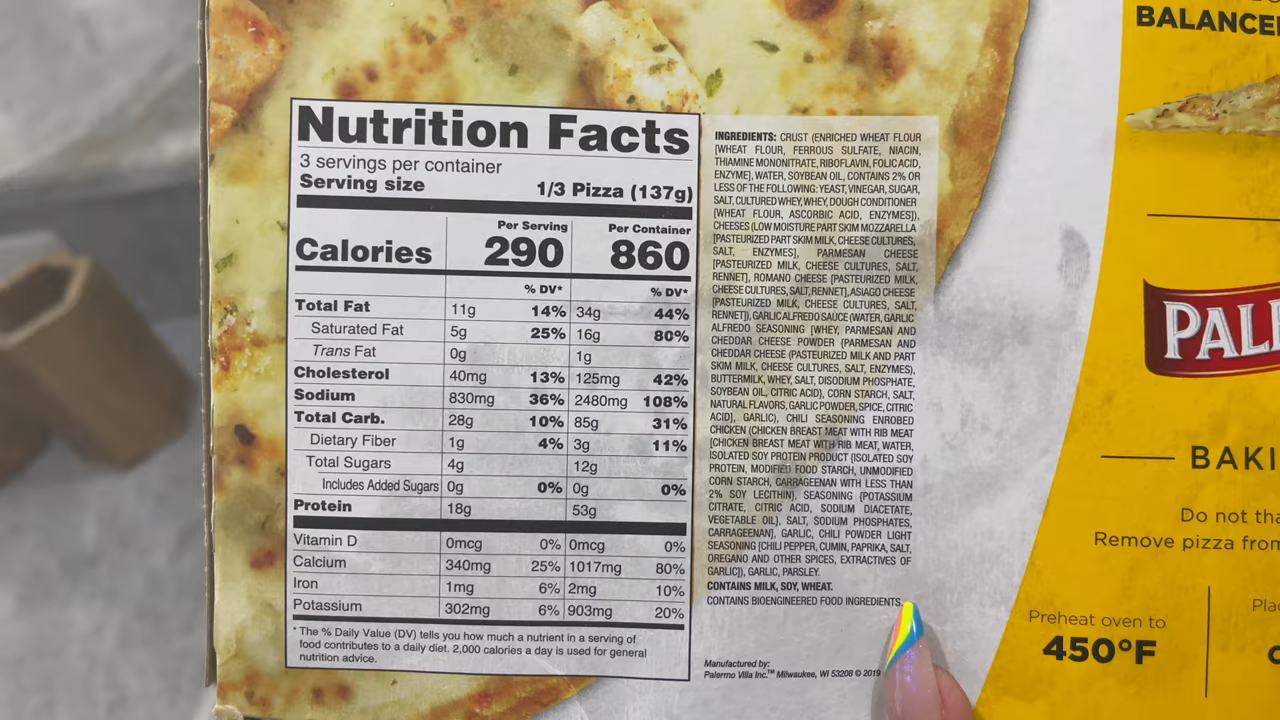 Nutrition Facts
3 servings per container
Serving size 1/3 Pizza (137g)
Per Serving Per Container
Calories 290 860
% DV* % DV*
Total Fat 11g 14% 34g 44%
Saturated Fat 5g 25% 16g 80%
Trans Fat 0g 1g
Cholesterol 40mg 13% 125mg 42%
Sodium 830mg 36% 2480mg 108%
Total Carb. 28g 10% 85g 31%
Dietary Fiber 1g 4% 3g 11%
Total Sugars 4g 12g
Includes Added Sugars 0g 0% 0g 0%
Protein 18g 53g
Vitamin D 0mcg 0% 0mcg 0%
Calcium 340mg 25% 1017mg 80%
Iron 1mg 6% 2mg 10%
Potassium 302mg 6% 903mg 20%
* The % Daily Value (DV) tells you how much a nutrient in a serving of
food contributes to a daily diet. 2,000 calories a day is used for general
nutrition advice.
INGREDIENTS: CRUST (ENRICHED WHEAT FLOUR
[WHEAT FLOUR, FERROUS SULFATE, NIACIN,
THIAMINE MONONITRATE, RIBOFLAVIN, FOLIC ACID,
ENZYME], WATER, SOYBEAN OIL, CONTAINS 2% OR
LESS OF THE FOLLOWING: YEAST, VINEGAR, SUGAR,
SALT, CULTURED WHEY, WHEY, DOUGH CONDITIONER
[WHEAT FLOUR, ASCORBIC ACID, ENZYMES]),
CHEESES (LOW MOISTURE PART SKIM MOZZARELLA
[PASTEURIZED PART SKIM MILK, CHEESE CULTURES,
SALT, ENZYMES], PARMESAN CHEESE
[PASTEURIZED MILK, CHEESE CULTURES, SALT,
RENNET], ROMANO CHEESE [PASTEURIZED MILK,
CHEESE CULTURES, SALT, RENNET], ASIAGO CHEESE
[PASTEURIZED MILK, CHEESE CULTURES, SALT,
RENNET]), GARLIC ALFREDO SAUCE (WATER, GARLIC
ALFREDO SEASONING [WHEY, PARMESAN AND
CHEDDAR CHEESE POWDER {PARMESAN AND
CHEDDAR CHEESE (PASTEURIZED MILK AND PART
SKIM MILK, CHEESE CULTURES, SALT, ENZYMES),
BUTTERMILK, WHEY, SALT, DISODIUM PHOSPHATE,
SOYBEAN OIL, CITRIC ACID}, CORN STARCH, SALT,
NATURAL FLAVORS, GARLIC POWDER, SPICE, CITRIC
ACID], GARLIC), CHILI SEASONING ENROBED
CHICKEN (CHICKEN BREAST MEAT WITH RIB MEAT
[CHICKEN BREAST MEAT WITH RIB MEAT, WATER,
ISOLATED SOY PROTEIN PRODUCT {ISOLATED SOY
PROTEIN, MODIFIED FOOD STARCH, UNMODIFIED
CORN STARCH, CARRAGEENAN WITH LESS THAN
2% SOY LECITHIN}, SEASONING {POTASSIUM
CITRATE, CITRIC ACID, SODIUM DIACETATE,
VEGETABLE OIL}, SALT, SODIUM PHOSPHATES,
CARRAGEENAN], GARLIC, CHILI POWDER LIGHT
SEASONING [CHILI PEPPER, CUMIN, PAPRIKA, SALT,
OREGANO AND OTHER SPICES, EXTRACTIVES OF
GARLIC]), GARLIC, PARSLEY.
CONTAINS MILK, SOY, WHEAT.
CONTAINS BIOENGINEERED FOOD INGREDIENTS.
Manufactured by:
Palermo Villa Inc.™ Milwaukee, WI 53208 © 2019
BALANCE
PAL
BAKI
Do not tha
Remove pizza from
Preheat oven to
450°F
Pla